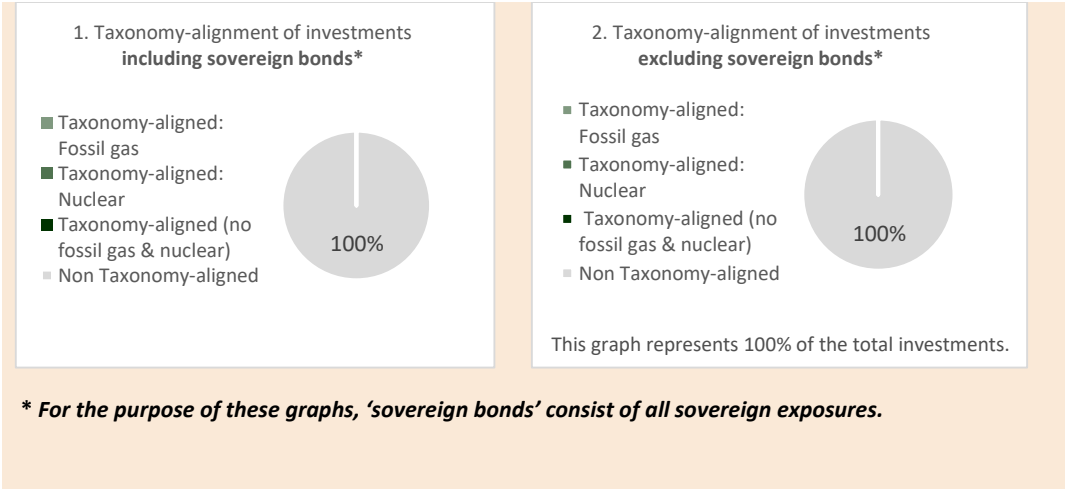 1. Taxonomy-alignment of investments
including sovereign bonds*
Taxonomy-aligned:
Fossil gas
Taxonomy-aligned:
Nuclear
Taxonomy-aligned (no
fossil gas & nuclear)
Non Taxonomy-aligned
100%
2. Taxonomy-alignment of investments
excluding sovereign bonds*
Taxonomy-aligned:
Fossil gas
Taxonomy-aligned:
Nuclear
Taxonomy-aligned (no
fossil gas & nuclear)
Non Taxonomy-aligned
100%
This graph represents 100% of the total investments.
* For the purpose of these graphs, ‘sovereign bonds’ consist of all sovereign exposures.